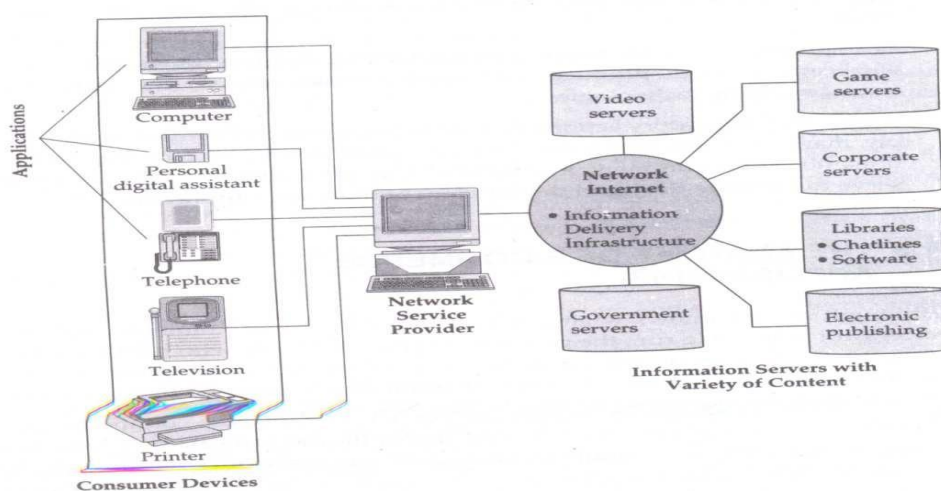 Applications
Computer
Personal
digital assistant
Telephone
Television
Printer
Consumer Devices
Network
Service
Provider
Video
servers
Network
Internet
• Information
Delivery
Infrastructure
Government
servers
Game
servers
Corporate
servers
Libraries
• Chatlines
• Software
Electronic
publishing
Information Servers with
Variety of Content